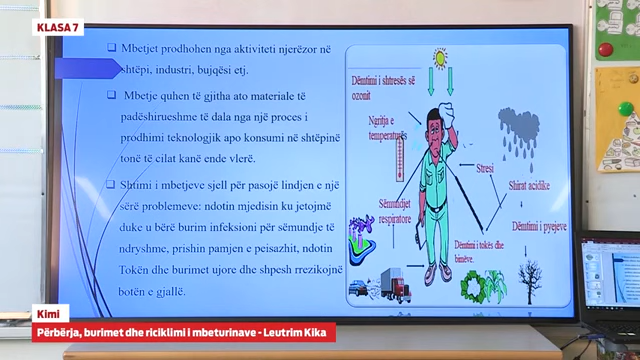 KLASA 7
Mbetjet prodhohen nga aktiviteti njerëzor në
shtëpi, industri, bujqësi etj.
Mbetje quhen të gjitha ato materiale të
padëshirueshme të dala nga një proces i
prodhimi teknologjik apo konsumi në shtëpinë
tonë të cilat kanë ende vlerë.
Shtimi i mbetjeve sjell për pasojë lindjen e një
sërë problemeve: ndotin mjedisin ku jetojmë
duke u bërë burim infeksioni për sëmundje të
ndryshme, prishin pamjen e peisazhit, ndotin
Tokën dhe burimet ujore dhe shpesh rrezikojnë
botën e gjallë.
Dëmtimi i shtresës së
ozonit
Ngritja e
temperaturës
Stresi
Shirat acidike
Sëmundjet
respiratore
Dëmtimi i pyejeve
Dëmtimi i tokës dhe
bimëve.
Kimi
Përbërja, burimet dhe riciklimi i mbeturinave - Leutrim Kika